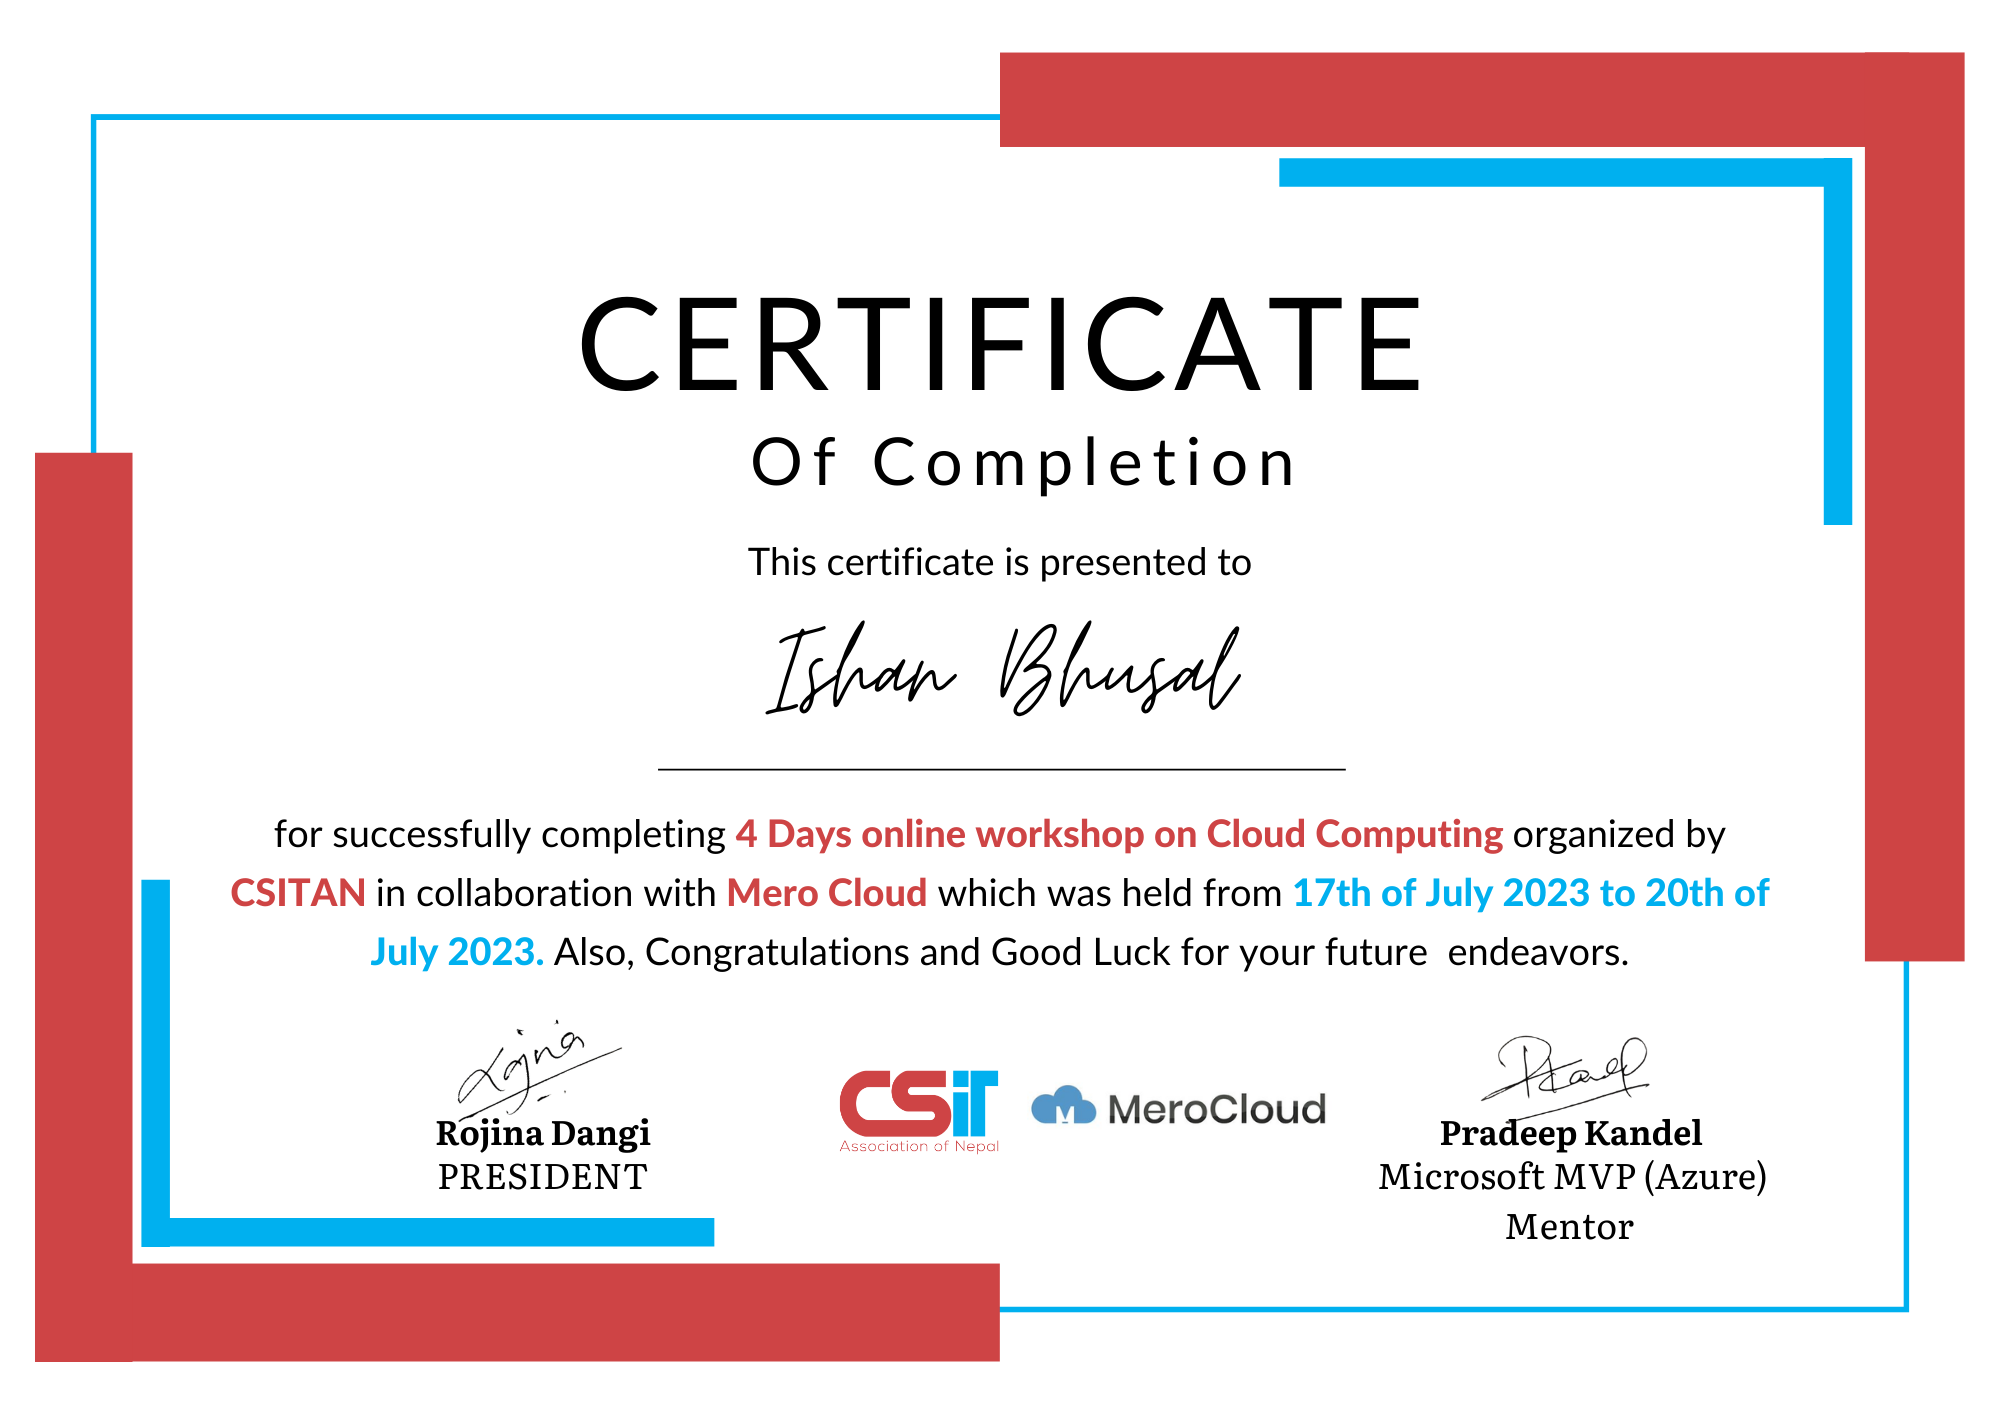 CERTIFICATE
Of Completion
This certificate is presented to
Ishan Bhusal
for successfully completing 4 Days online workshop on Cloud Computing organized by
CSITAN in collaboration with Mero Cloud which was held from 17th of July 2023 to 20th of
July 2023. Also, Congratulations and Good Luck for your future endeavors.
Rojina
Rojina Dangi
PRESIDENT
CSiT
Association of Nepal
M MeroCloud
PKandel
Pradeep Kandel
Microsoft MVP (Azure)
Mentor